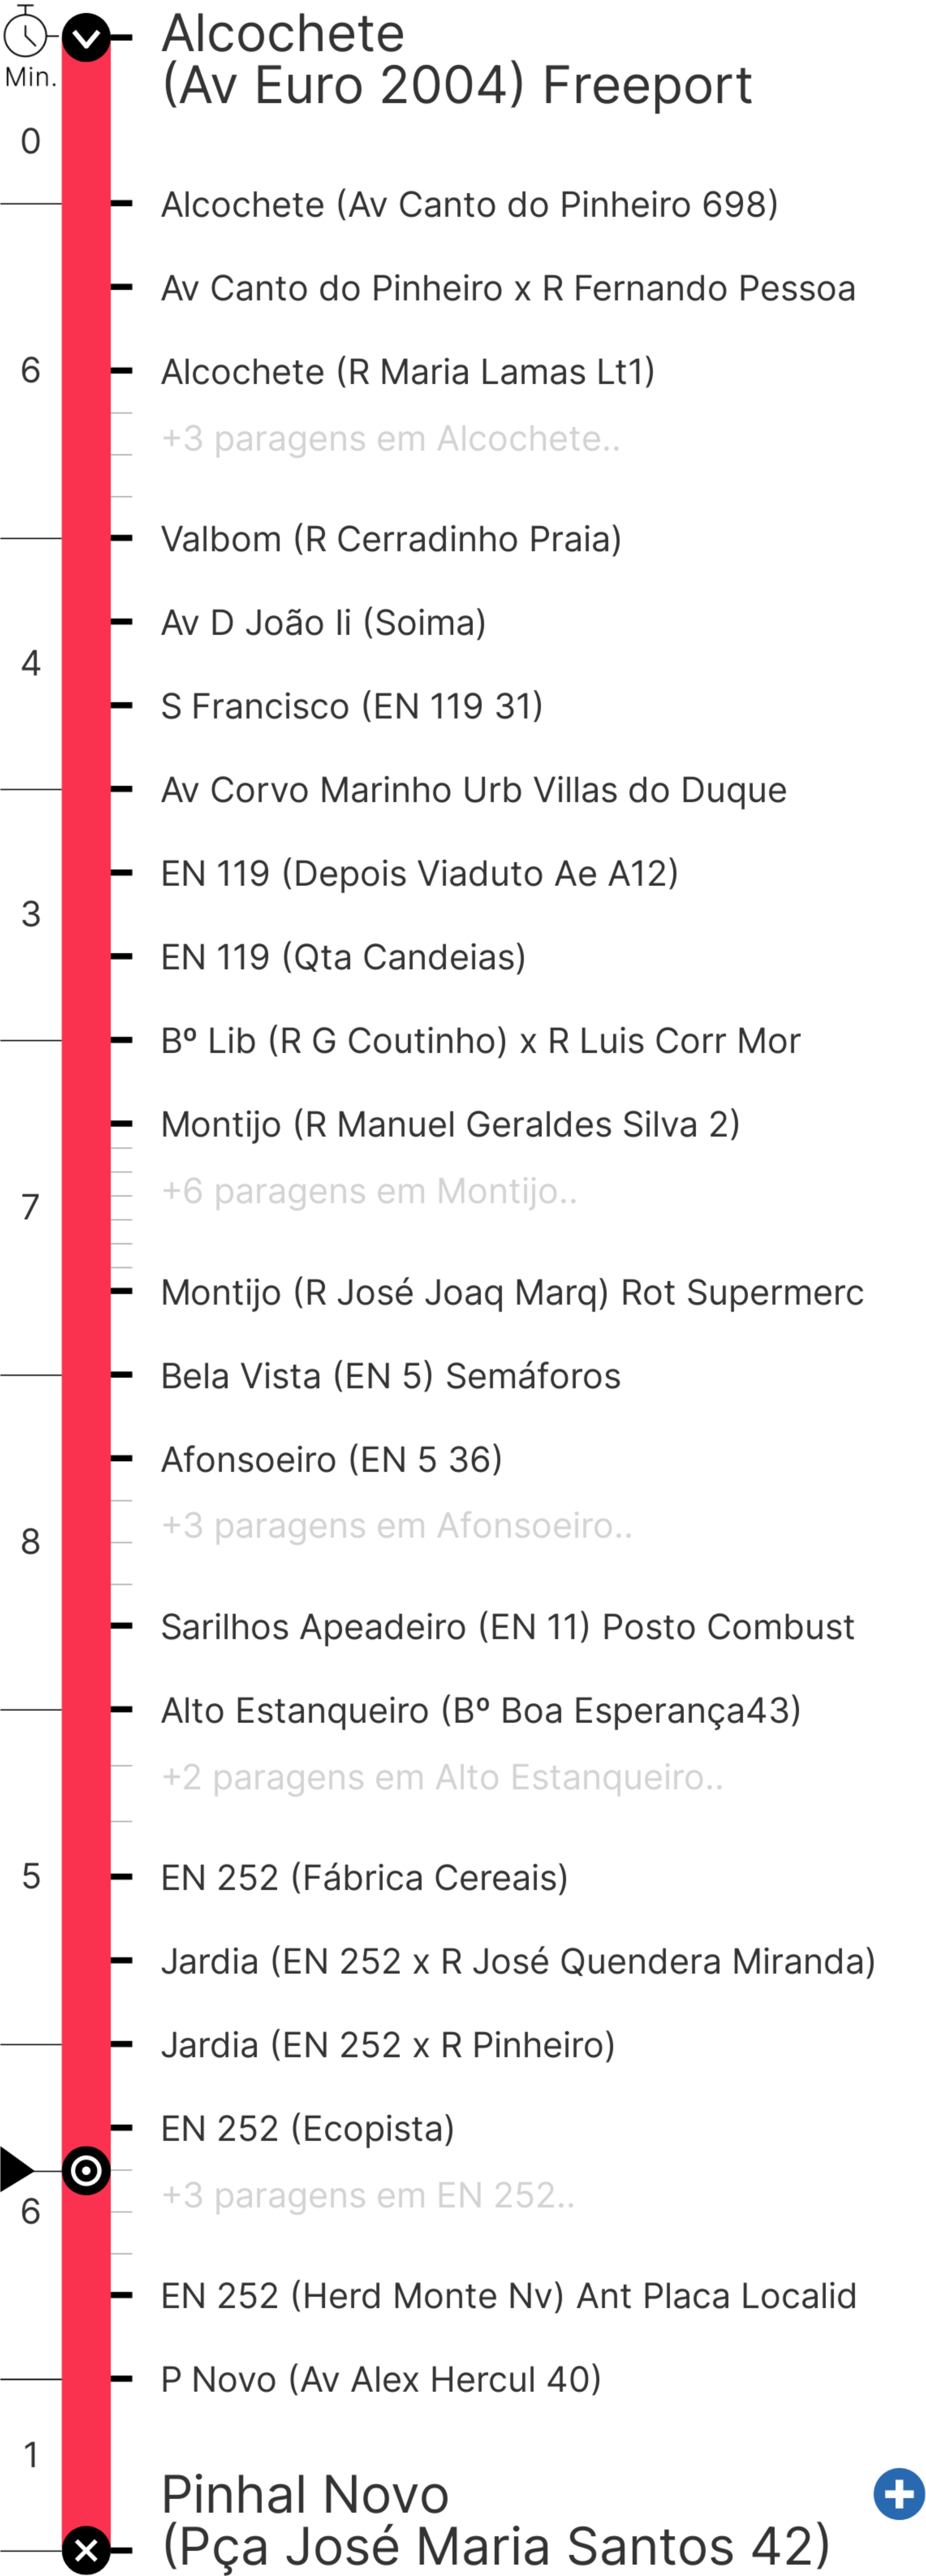 Alcochete
(Av Euro 2004) Freeport
Min.
0
Alcochete (Av Canto do Pinheiro 698)
Av Canto do Pinheiro x R Fernando Pessoa
6
Alcochete (R Maria Lamas Lt1)
+3 paragens em Alcochete..
Valbom (R Cerradinho Praia)
Av D João Ii (Soima)
4
S Francisco (EN 119 31)
Av Corvo Marinho Urb Villas do Duque
EN 119 (Depois Viaduto Ae A12)
3
EN 119 (Qta Candeias)
Bº Lib (R G Coutinho) x R Luis Corr Mor
Montijo (R Manuel Geraldes Silva 2)
+6 paragens em Montijo..
7
Montijo (R José Joaq Marq) Rot Supermerc
Bela Vista (EN 5) Semáforos
Afonsoeiro (EN 5 36)
+3 paragens em Afonsoeiro..
8
Sarilhos Apeadeiro (EN 11) Posto Combust
Alto Estanqueiro (Bº Boa Esperança43)
+2 paragens em Alto Estanqueiro..
5
EN 252 (Fábrica Cereais)
Jardia (EN 252 x R José Quendera Miranda)
Jardia (EN 252 x R Pinheiro)
EN 252 (Ecopista)
+3 paragens em EN 252..
6
EN 252 (Herd Monte Nv) Ant Placa Localid
P Novo (Av Alex Hercul 40)
1
Pinhal Novo
(Pça José Maria Santos 42)